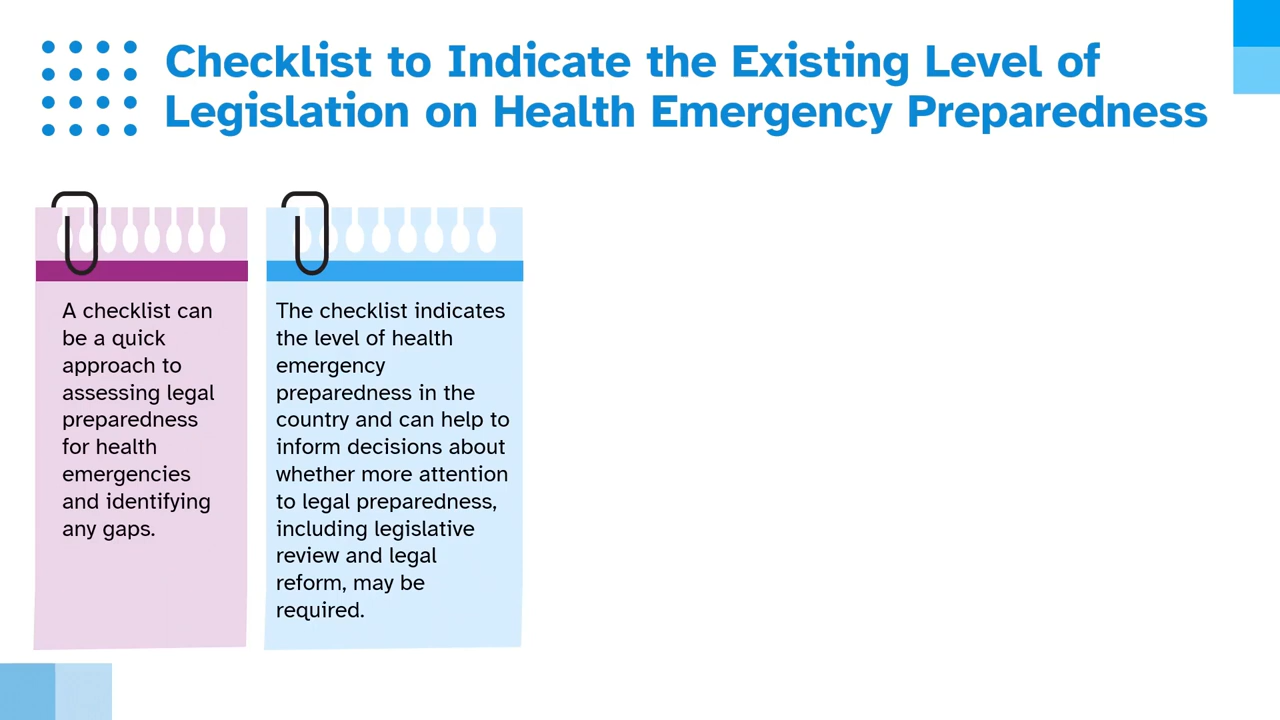 Checklist to Indicate the Existing Level of
Legislation on Health Emergency Preparedness
A checklist can
be a quick
approach to
assessing legal
preparedness
for health
emergencies
and identifying
any gaps.
The checklist indicates
the level of health
emergency
preparedness in the
country and can help to
inform decisions about
whether more attention
to legal preparedness,
including legislative
review and legal
reform, may be
required.